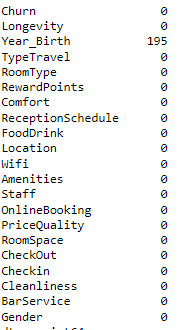 Churn 0
Longevity 0
Year_Birth 195
TypeTravel 0
RoomType 0
RewardPoints 0
Comfort 0
ReceptionSchedule 0
FoodDrink 0
Location 0
Wifi 0
Amenities 0
Staff 0
OnlineBooking 0
PriceQuality 0
RoomSpace 0
CheckOut 0
Checkin 0
Cleanliness 0
BarService 0
Gender 0